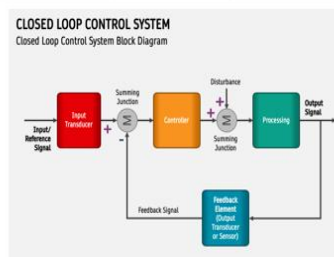 CLOSED LOOP CONTROL SYSTEM
Closed Loop Control System Block Diagram
Disturbance
Summing
Junction
Output
Signal
Input
Transducer
+
Σ
Controller
+
+
Σ
Processing
Input/
Reference
Signal
-
Summing
Junction
Feedback Signal
Feedback
Element
(Output
Transducer
or Sensor)